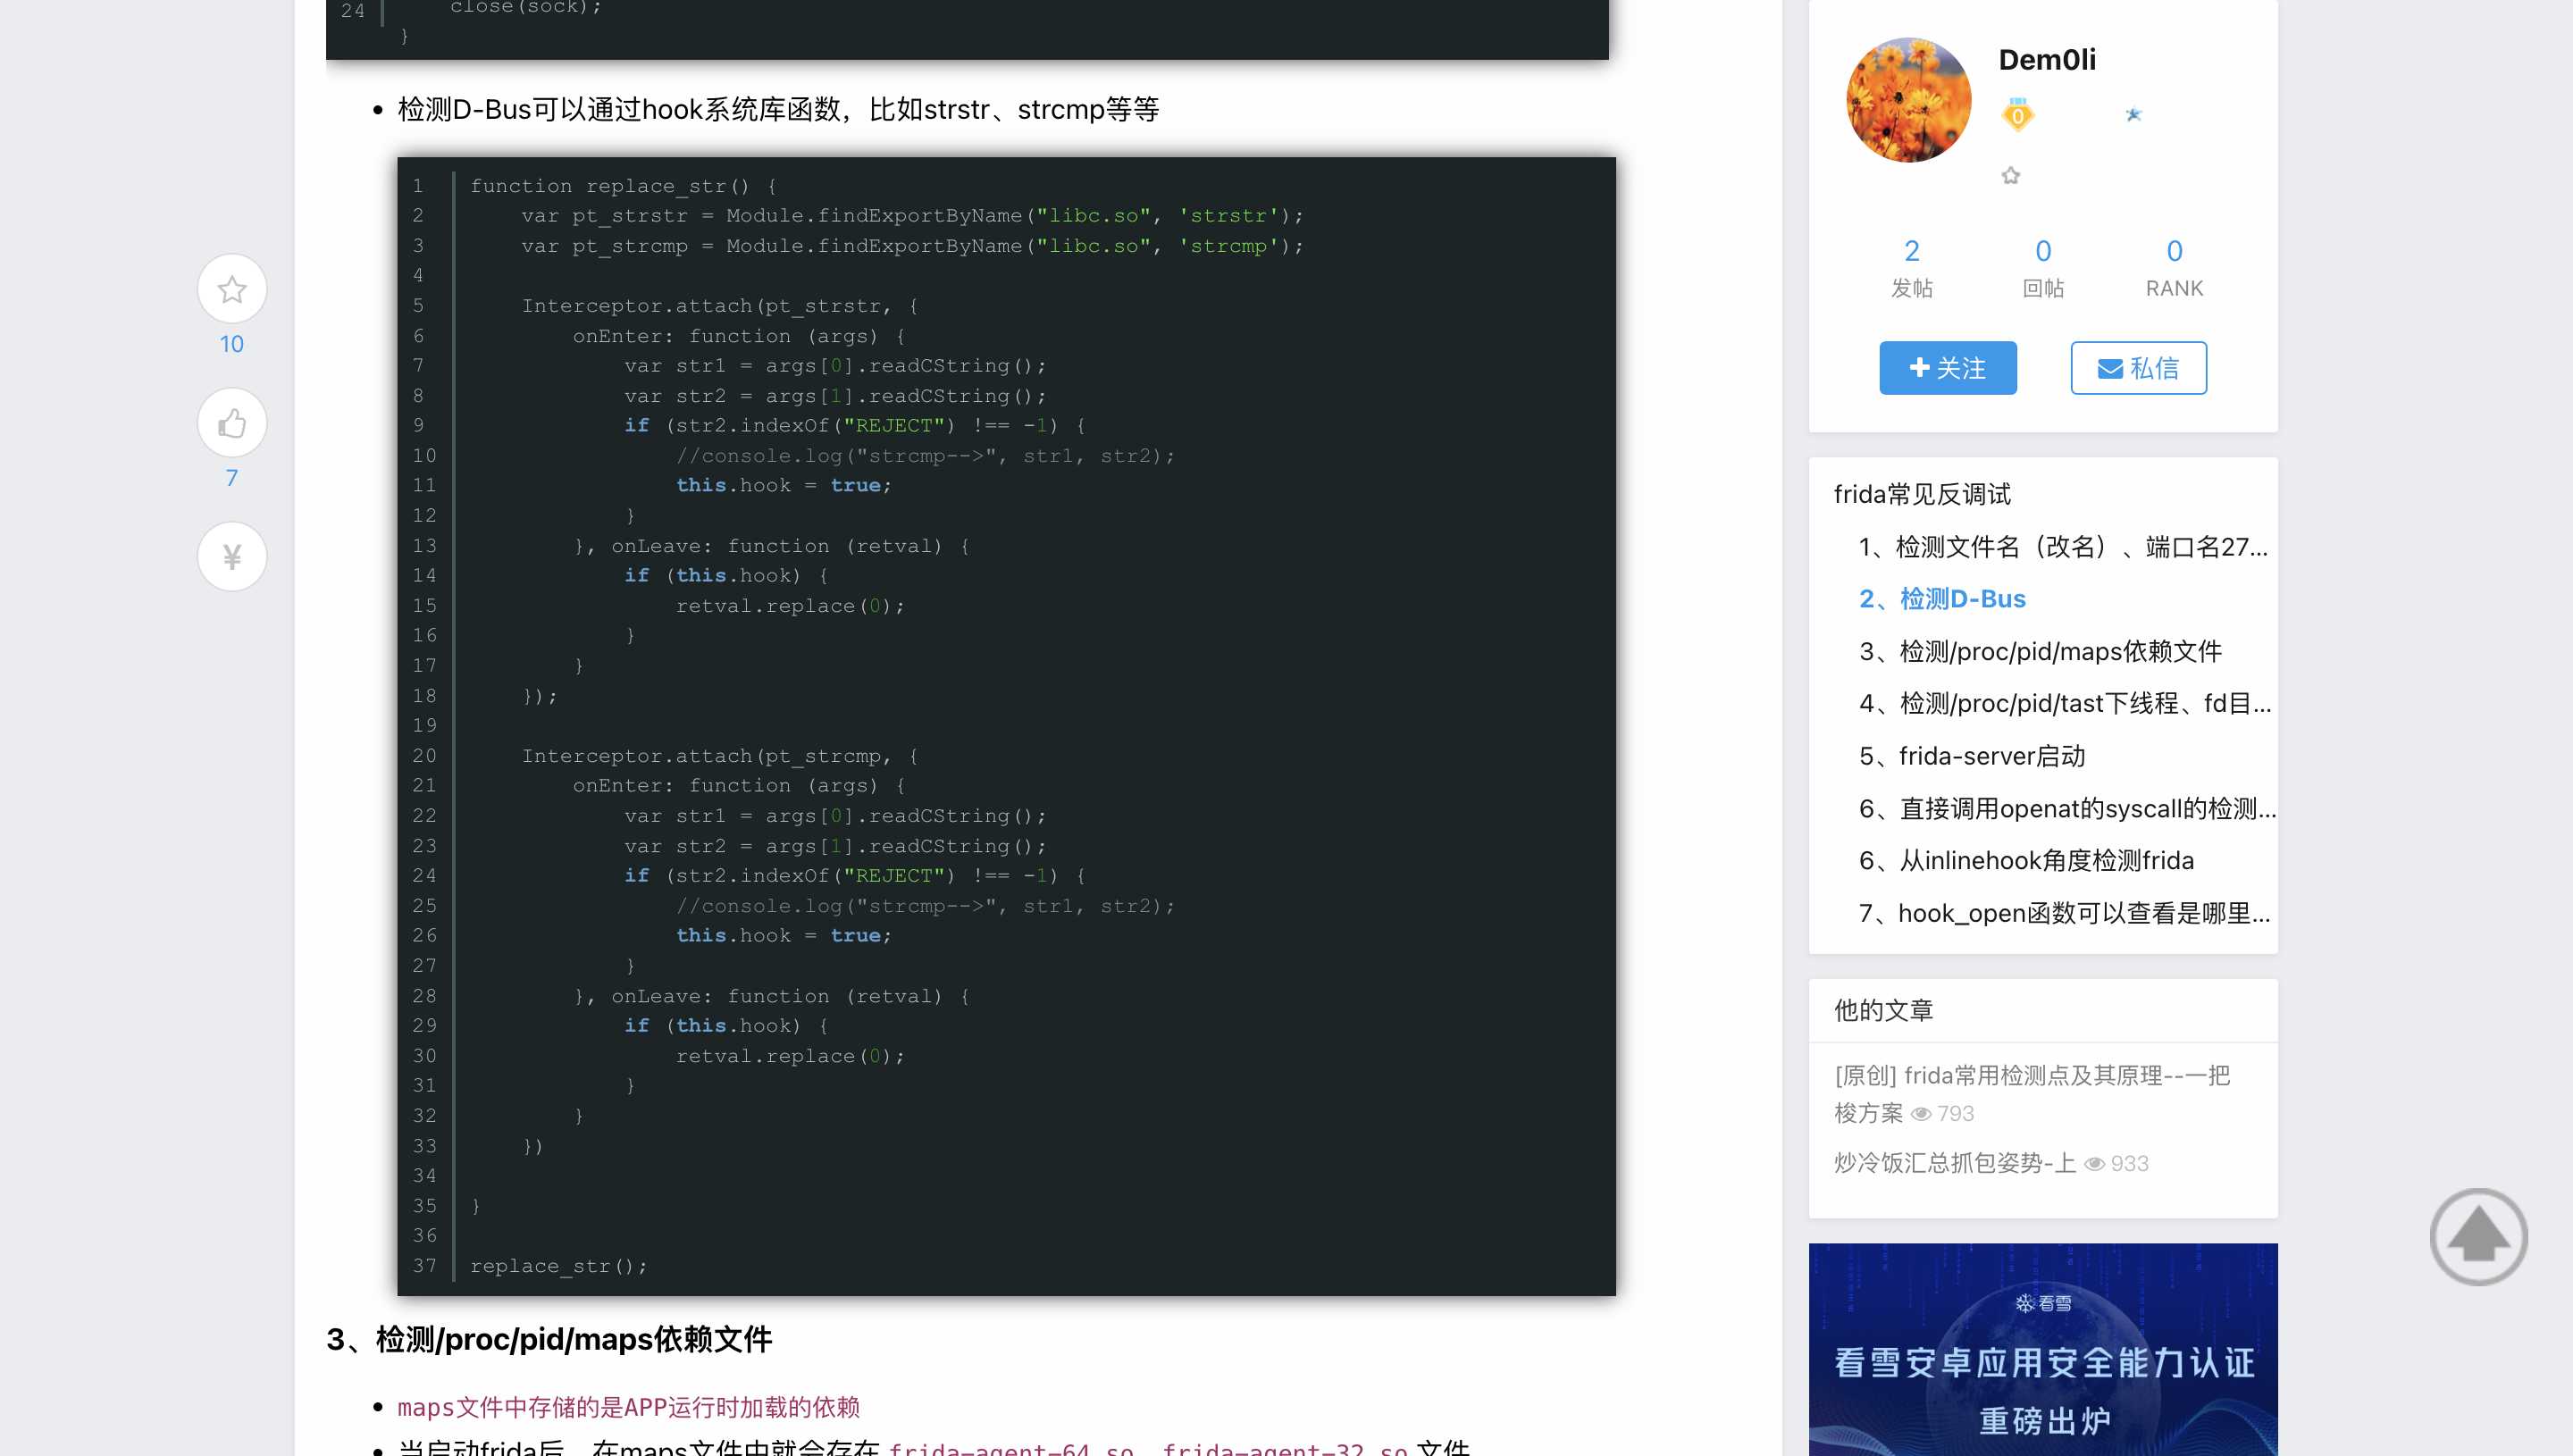 24
close(sock);
}
检测D-Bus可以通过hook系统库函数，比如strstr、strcmp等等
1 function replace_str() {
2 var pt_strstr = Module.findExportByName("libc.so", 'strstr');
3 var pt_strcmp = Module.findExportByName("libc.so", 'strcmp');
4
5 Interceptor.attach(pt_strstr, {
6 onEnter: function (args) {
7 var str1 = args[0].readCString();
8 var str2 = args[1].readCString();
9 if (str2.indexOf("REJECT") !== -1) {
10 //console.log("strcmp-->", str1, str2);
11 this.hook = true;
12 }
13 }, onLeave: function (retval) {
14 if (this.hook) {
15 retval.replace(0);
16 }
17 }
18 });
19
20 Interceptor.attach(pt_strcmp, {
21 onEnter: function (args) {
22 var str1 = args[0].readCString();
23 var str2 = args[1].readCString();
24 if (str2.indexOf("REJECT") !== -1) {
25 //console.log("strcmp-->", str1, str2);
26 this.hook = true;
27 }
28 }, onLeave: function (retval) {
29 if (this.hook) {
30 retval.replace(0);
31 }
32 }
33 })
34
35 }
36
37 replace_str();
3、检测/proc/pid/maps依赖文件
maps文件中存储的是APP运行时加载的依赖
当启动frida后，在maps文件中就会存在 frida-agent-64.so、frida-agent-32.so 文件
10
7
¥
Dem0li
0
2 0 0
发帖 回帖 RANK
关注 私信
frida常见反调试
1、检测文件名（改名）、端口名27...
2、检测D-Bus
3、检测/proc/pid/maps依赖文件
4、检测/proc/pid/tast下线程、fd目...
5、frida-server启动
6、直接调用openat的syscall的检测...
6、从inlinehook角度检测frida
7、hook_open函数可以查看是哪里...
他的文章
[原创] frida常用检测点及其原理--一把
梭方案 793
炒冷饭汇总抓包姿势-上 933
看雪
看雪安卓应用安全能力认证
重磅出炉